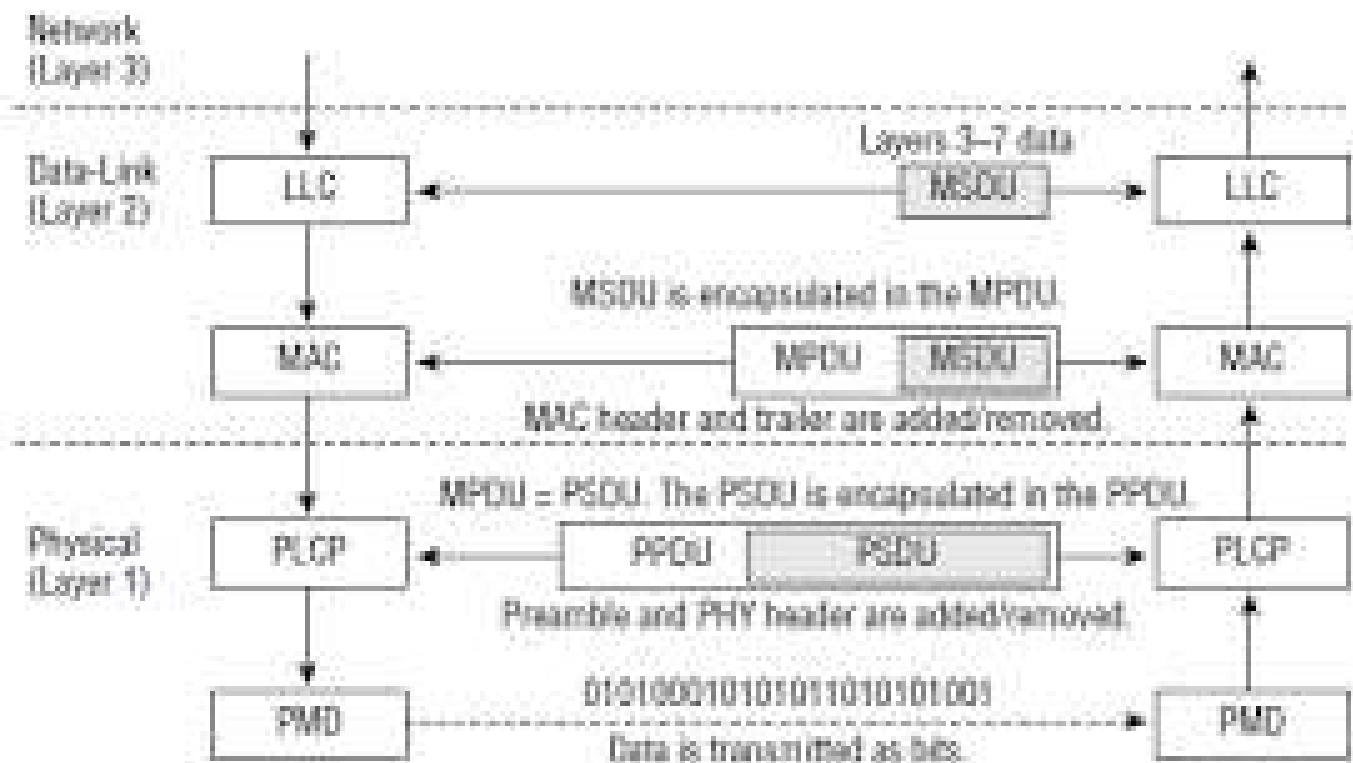 Network
(Layer 3)
Layers 3–7 data
Data-Link
(Layer 2)
LLC
MSDU
LLC
MSDU is encapsulated in the MPDU.
MAC
MPDU
MSDU
MAC
MAC header and trailer are added/removed.
MPDU = PSDU. The PSDU is encapsulated in the PPDU.
Physical
(Layer 1)
PLCP
PPDU
PSDU
PLCP
Preamble and PHY header are added/removed.
PMD
PMD
Data is transmitted as bits.